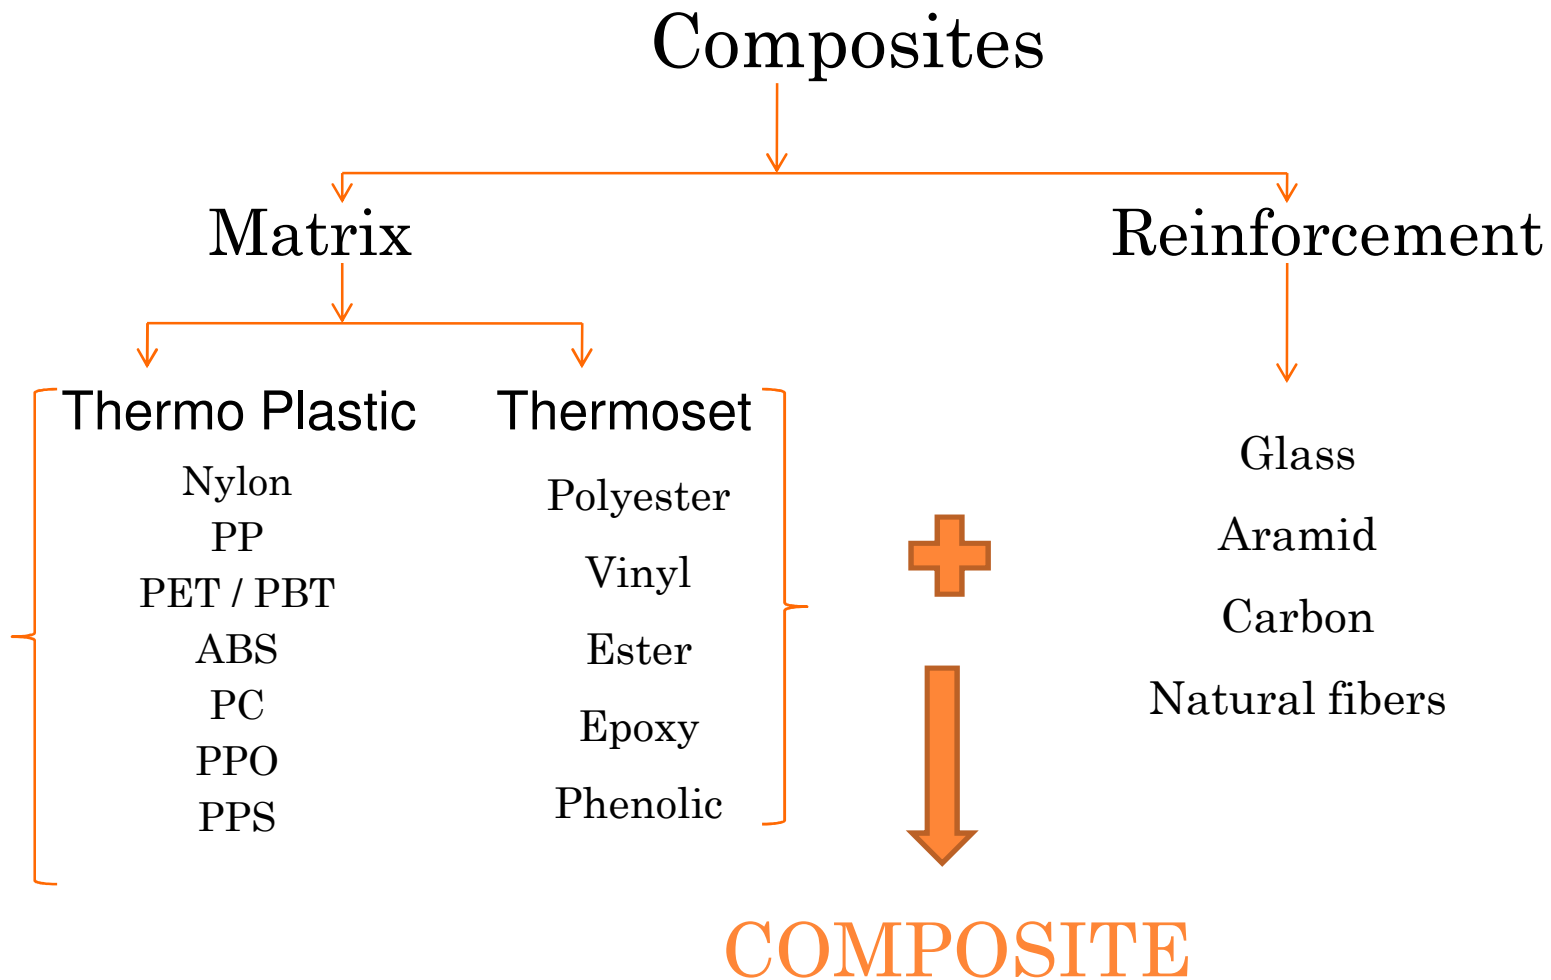 Composites
Matrix
Reinforcement
Thermo Plastic
Nylon
PP
PET / PBT
ABS
PC
PPO
PPS
Thermoset
Polyester
Vinyl
Ester
Epoxy
Phenolic
Glass
Aramid
Carbon
Natural fibers
COMPOSITE